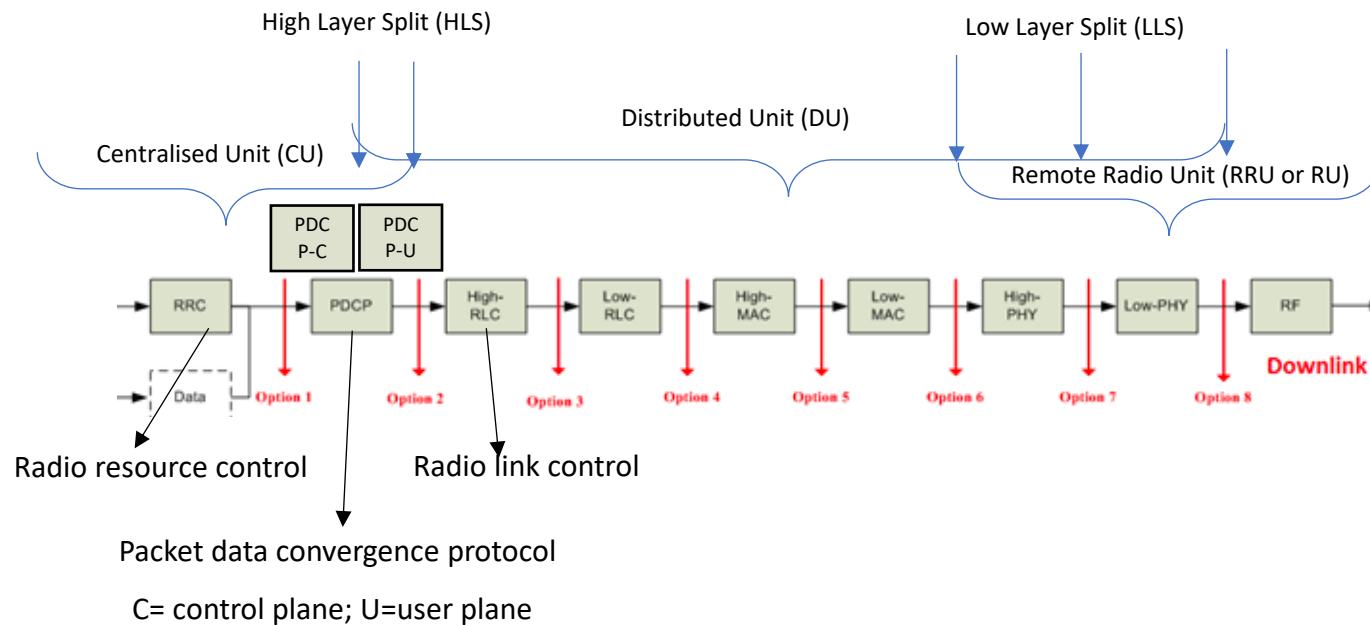 High Layer Split (HLS)
Low Layer Split (LLS)
Distributed Unit (DU)
Centralised Unit (CU)
Remote Radio Unit (RRU or RU)
PDC
P-C
PDC
P-U
RRC
PDCP
High-
RLC
Low-
RLC
High-
MAC
Low-
MAC
High-
PHY
Low-PHY
RF
Downlink
Data
Option 1
Option 2
Option 3
Option 4
Option 5
Option 6
Option 7
Option 8
Radio resource control
Radio link control
Packet data convergence protocol
C= control plane; U=user plane